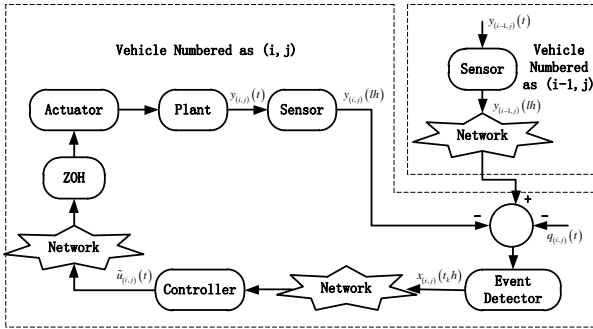 Vehicle Numbered as (i,j)
y_{(i-1,j)}(t)
Sensor
Vehicle
Numbered
as (i-1,j)
y_{(i-1,j)}(lh)
Network
Actuator
Plant
y_{(i,j)}(t)
Sensor
y_{(i,j)}(lh)
ZOH
+
-
-
q_{(i,j)}(t)
Network
ũ_{(i,j)}(t)
Controller
Network
x_{(i,j)}(t_k h)
Event
Detector